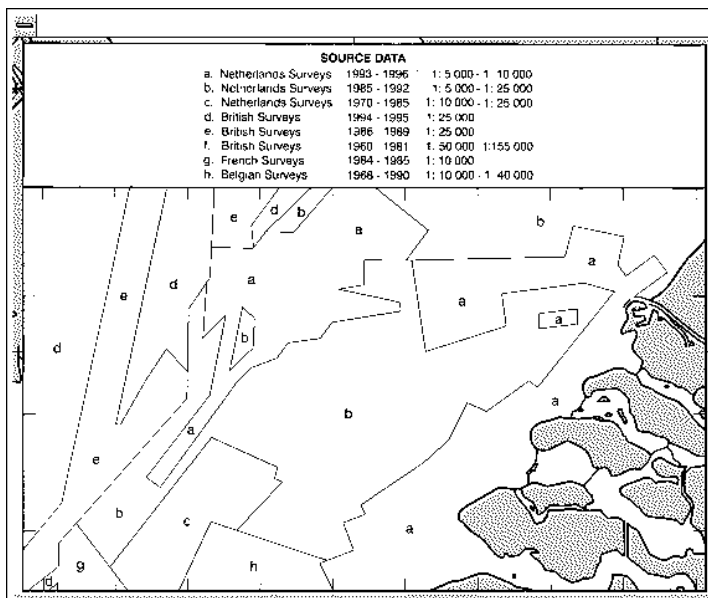 SOURCE DATA
a. Netherlands Surveys 1993 - 1996 1: 5 000 - 1: 10 000
b. Netherlands Surveys 1985 - 1992 1: 5 000 - 1: 25 000
c. Netherlands Surveys 1970 - 1985 1: 10 000 - 1: 25 000
d. British Surveys 1994 - 1995 1: 25 000
e. British Surveys 1986 1989 1: 25 000
f. British Surveys 1960 1981 1: 50 000 1:155 000
g. French Surveys 1984 - 1985 1: 10 000
h. Belgian Surveys 1968 - 1990 1: 10 000 - 1: 40 000
e d b a b
a
e d a a
a
b
d
b
a
a
e
b c a
g h
d